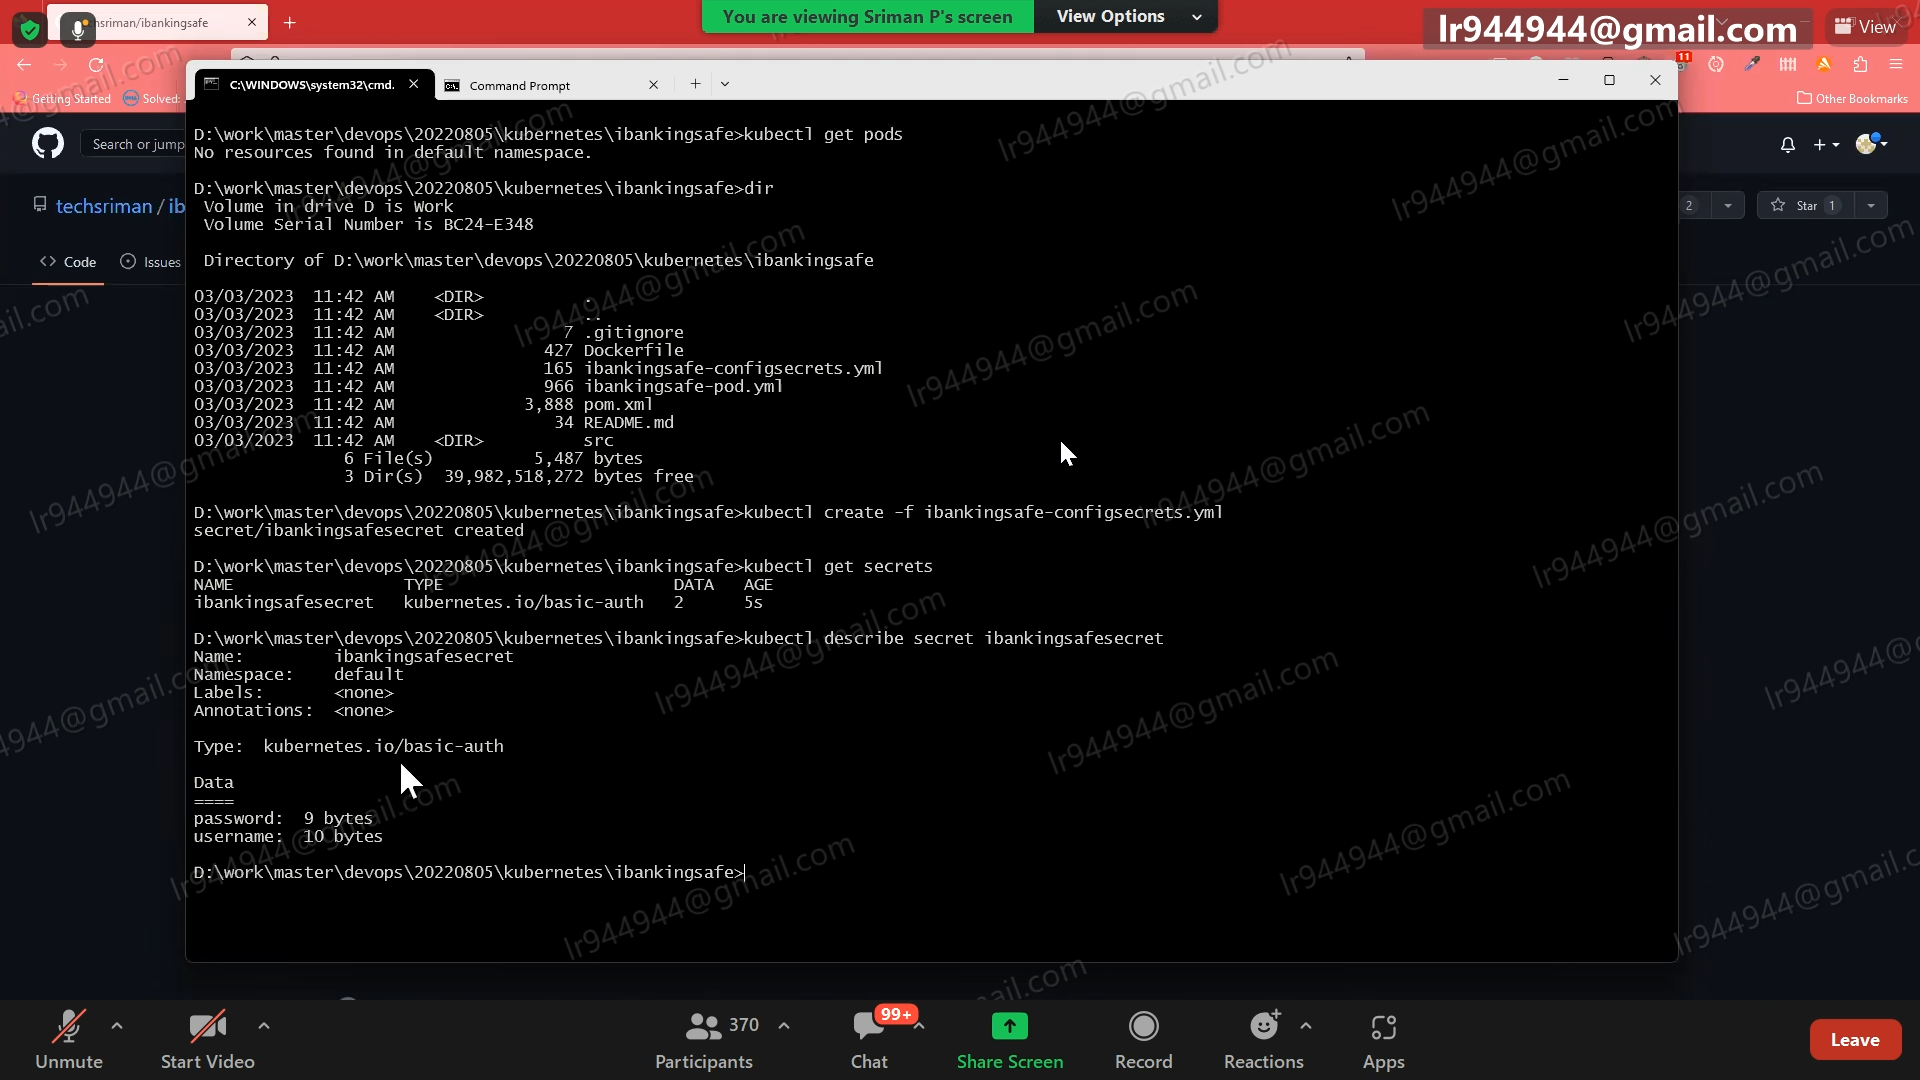 nsriman/ibankingsafe
You are viewing Sriman P's screen
View Options
lr944944@gmail.com
View
Getting Started
Solved:
11
Other Bookmarks
C:\WINDOWS\system32\cmd.
Command Prompt
Search or jump
techsriman / ib
2
Star 1
Code
Issues
D:\work\master\devops\20220805\kubernetes\ibankingsafe>kubectl get pods
No resources found in default namespace.
D:\work\master\devops\20220805\kubernetes\ibankingsafe>dir
Volume in drive D is Work
Volume Serial Number is BC24-E348
Directory of D:\work\master\devops\20220805\kubernetes\ibankingsafe
03/03/2023 11:42 AM <DIR> .
03/03/2023 11:42 AM <DIR> ..
03/03/2023 11:42 AM 7 .gitignore
03/03/2023 11:42 AM 427 Dockerfile
03/03/2023 11:42 AM 165 ibankingsafe-configsecrets.yml
03/03/2023 11:42 AM 966 ibankingsafe-pod.yml
03/03/2023 11:42 AM 3,888 pom.xml
03/03/2023 11:42 AM 34 README.md
03/03/2023 11:42 AM <DIR> src
6 File(s) 5,487 bytes
3 Dir(s) 39,982,518,272 bytes free
D:\work\master\devops\20220805\kubernetes\ibankingsafe>kubectl create -f ibankingsafe-configsecrets.yml
secret/ibankingsafesecret created
D:\work\master\devops\20220805\kubernetes\ibankingsafe>kubectl get secrets
NAME TYPE DATA AGE
ibankingsafesecret kubernetes.io/basic-auth 2 5s
D:\work\master\devops\20220805\kubernetes\ibankingsafe>kubectl describe secret ibankingsafesecret
Name: ibankingsafesecret
Namespace: default
Labels: <none>
Annotations: <none>
Type: kubernetes.io/basic-auth
Data
====
password: 9 bytes
username: 10 bytes
D:\work\master\devops\20220805\kubernetes\ibankingsafe>
Unmute
Start Video
370
Participants
99+
Chat
Share Screen
Record
Reactions
Apps
Leave